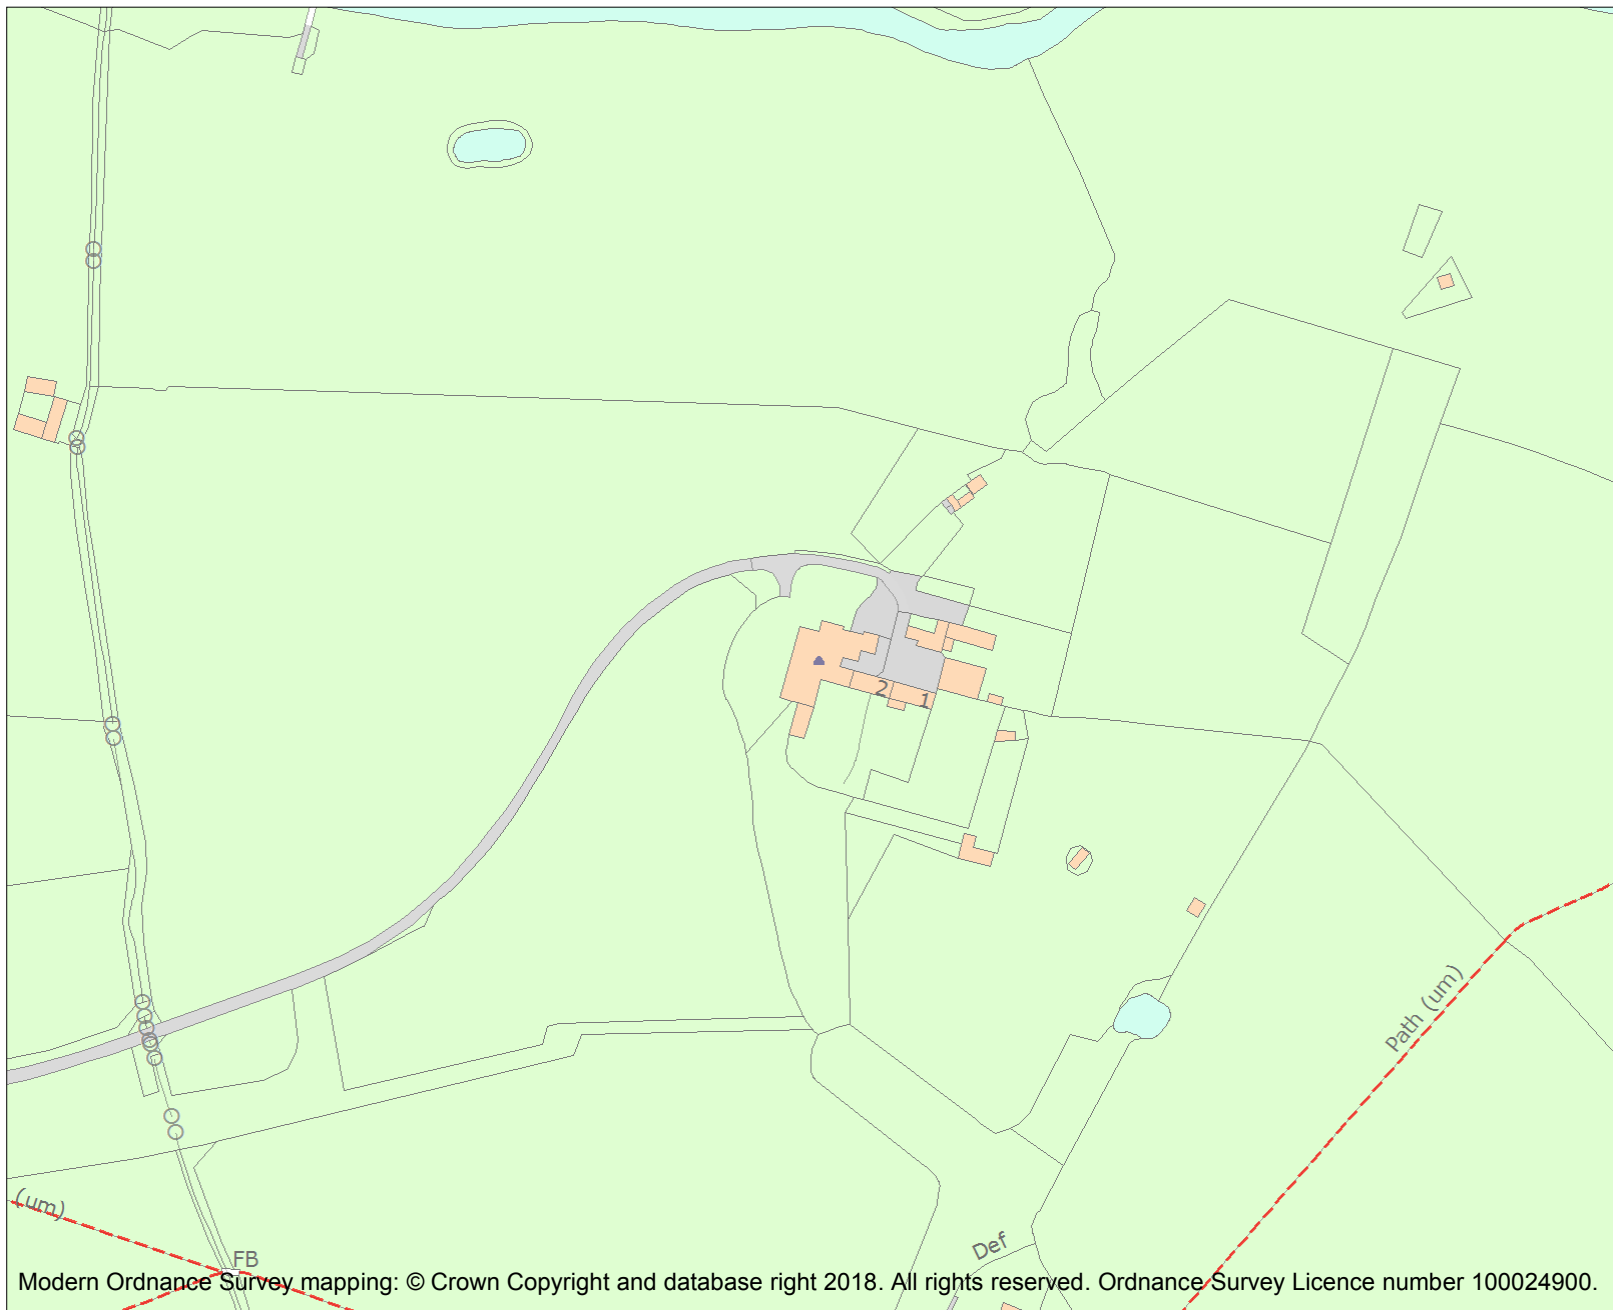 2
1
Path (um)
(um)
Def
FB
Modern Ordnance Survey mapping: © Crown Copyright and database right 2018. All rights reserved. Ordnance Survey Licence number 100024900.